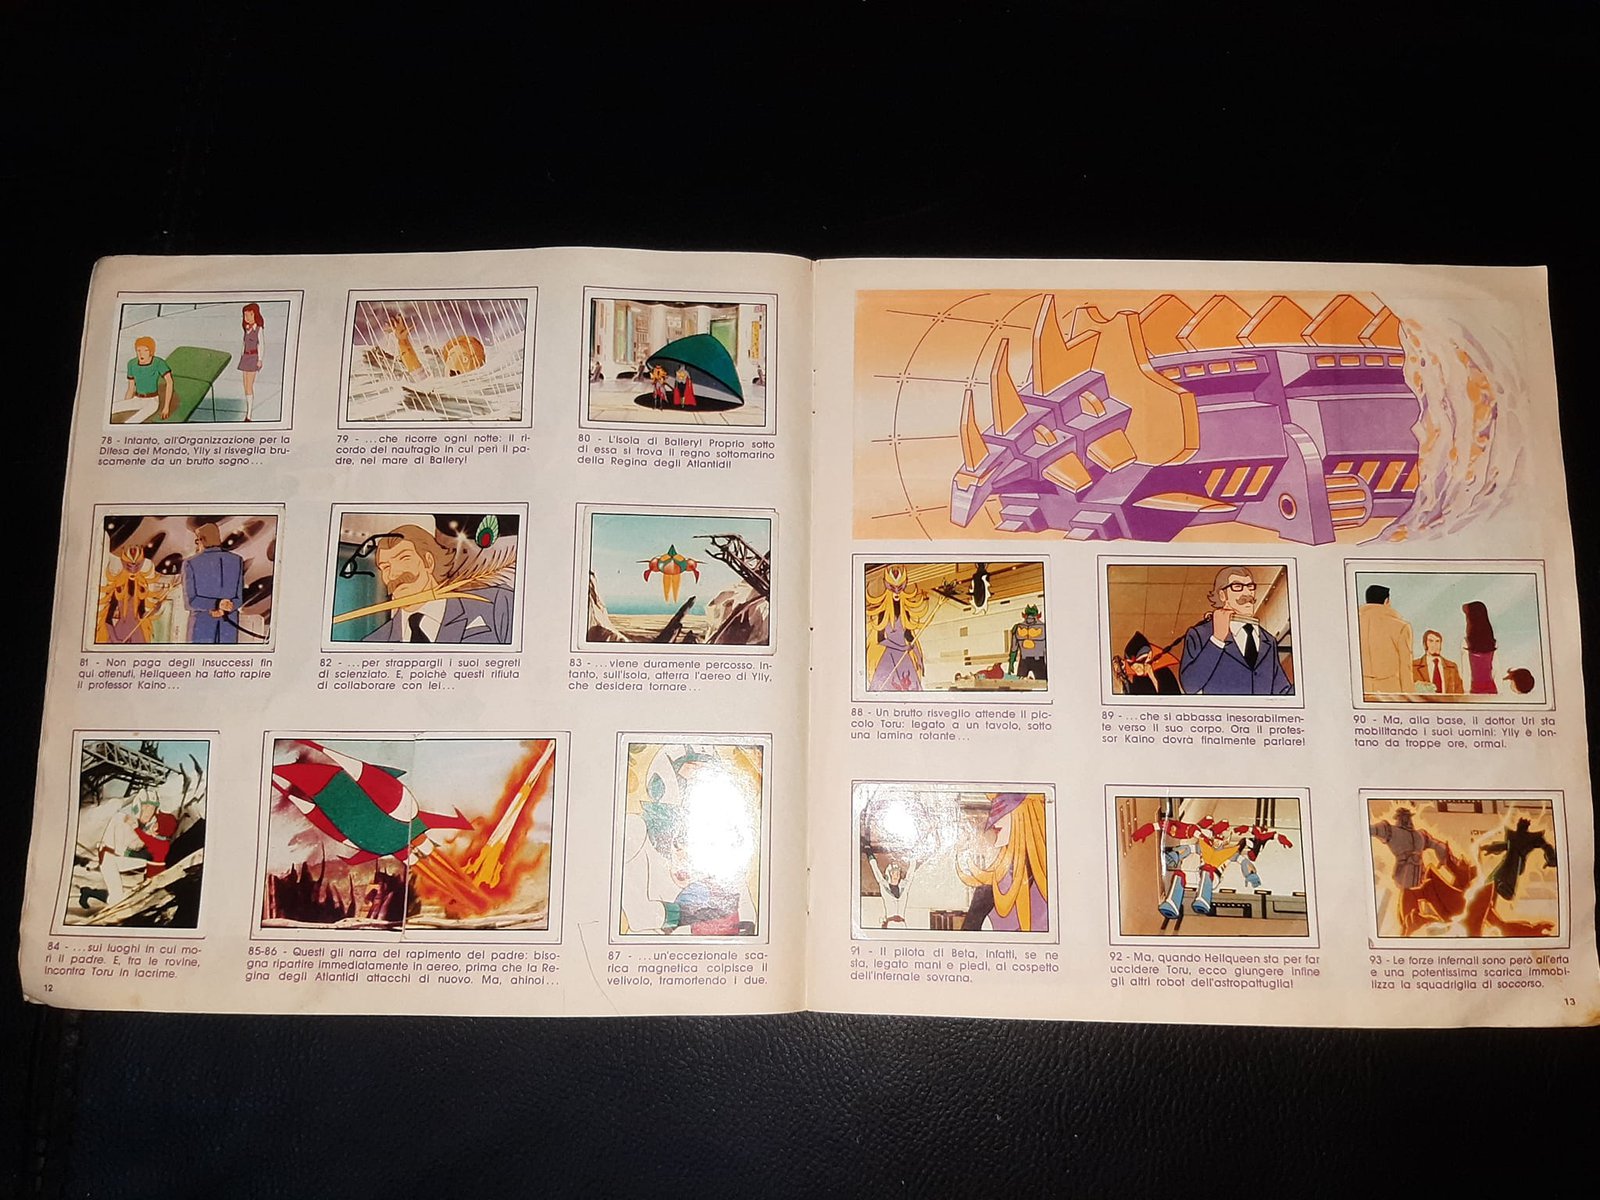 78 - Intanto, all'Organizzazione per la
Difesa del Mondo, Ylly si risveglia bru-
scamente da un brutto sogno...
79 - ...che ricorre ogni notte: il ri-
cordo del naufragio in cui perì il pa-
dre, nel mare di Ballery!
80 - L'isola di Ballery! Proprio sotto
di essa si trova il regno sottomarino
della Regina degli Atlantidi!
81 - Non paga degli insuccessi fin
qui ottenuti, Hellqueen ha fatto rapire
il professor Kaino...
82 - ...per strappargli i suoi segreti
di scienziato. E, poichè questi rifiuta
di collaborare con lei...
83 - ...viene duramente percosso. In-
tanto, sull'isola, atterra l'aereo di Ylly,
che desidera tornare...
84 - ...sui luoghi in cui mo-
rì il padre. E, fra le rovine,
incontra Toru in lacrime.
85-86 - Questi gli narra del rapimento del padre: biso-
gna ripartire immediatamente in aereo, prima che la Re-
gina degli Atlantidi attacchi di nuovo. Ma, ahinoi...
87 - ...un'eccezionale sca-
rica magnetica colpisce il
velivolo, tramortendo i due.
12
88 - Un brutto risveglio attende il pic-
colo Toru: legato a un tavolo, sotto
una lamina rotante...
89 - ...che si abbassa inesorabilmen-
te verso il suo corpo. Ora il profes-
sor Kaino dovrà finalmente parlare!
90 - Ma, alla base, il dottor Uri sta
mobilitando i suoi uomini: Ylly è lon-
tano da troppe ore, ormai.
91 - Il pilota di Beta, infatti, se ne
sta, legato mani e piedi, al cospetto
dell'infernale sovrana.
92 - Ma, quando Hellqueen sta per far
uccidere Toru, ecco giungere infine
gli altri robot dell'astropattuglia!
93 - Le forze infernali sono però all'erta
e una potentissima scarica immobi-
lizza la squadriglia di soccorso.
13